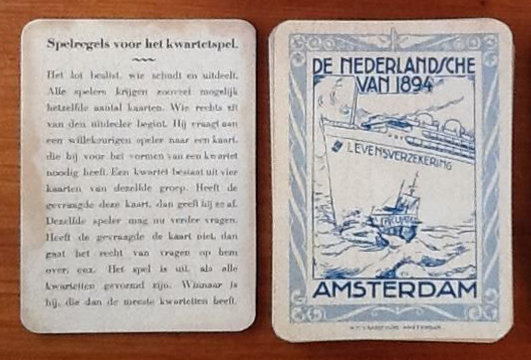 Spelregels voor het kwartetspel.
Het lot beslist, wie schudt en uitdeelt.
Alle spelers krijgen zooveel mogelijk
hetzelfde aantal kaarten. Wie rechts zit
van den uitdeeler begint. Hij vraagt aan
een willekeurigen speler naar een kaart,
die hij voor het vormen van een kwartet
noodig heeft. Een kwartet bestaat uit vier
kaarten van dezelfde groep. Heeft de
gevraagde deze kaart, dan geeft hij ze af.
Dezelfde speler mag nu verder vragen.
Heeft de gevraagde de kaart niet, dan
gaat het recht van vragen op hem
over, enz. Het spel is uit, als alle
kwartetten gevormd zijn. Winnaar is
hij, die dan de meeste kwartetten heeft.
DE NEDERLANDSCHE
VAN 1894
LEVENSVERZEKERING
AMSTERDAM